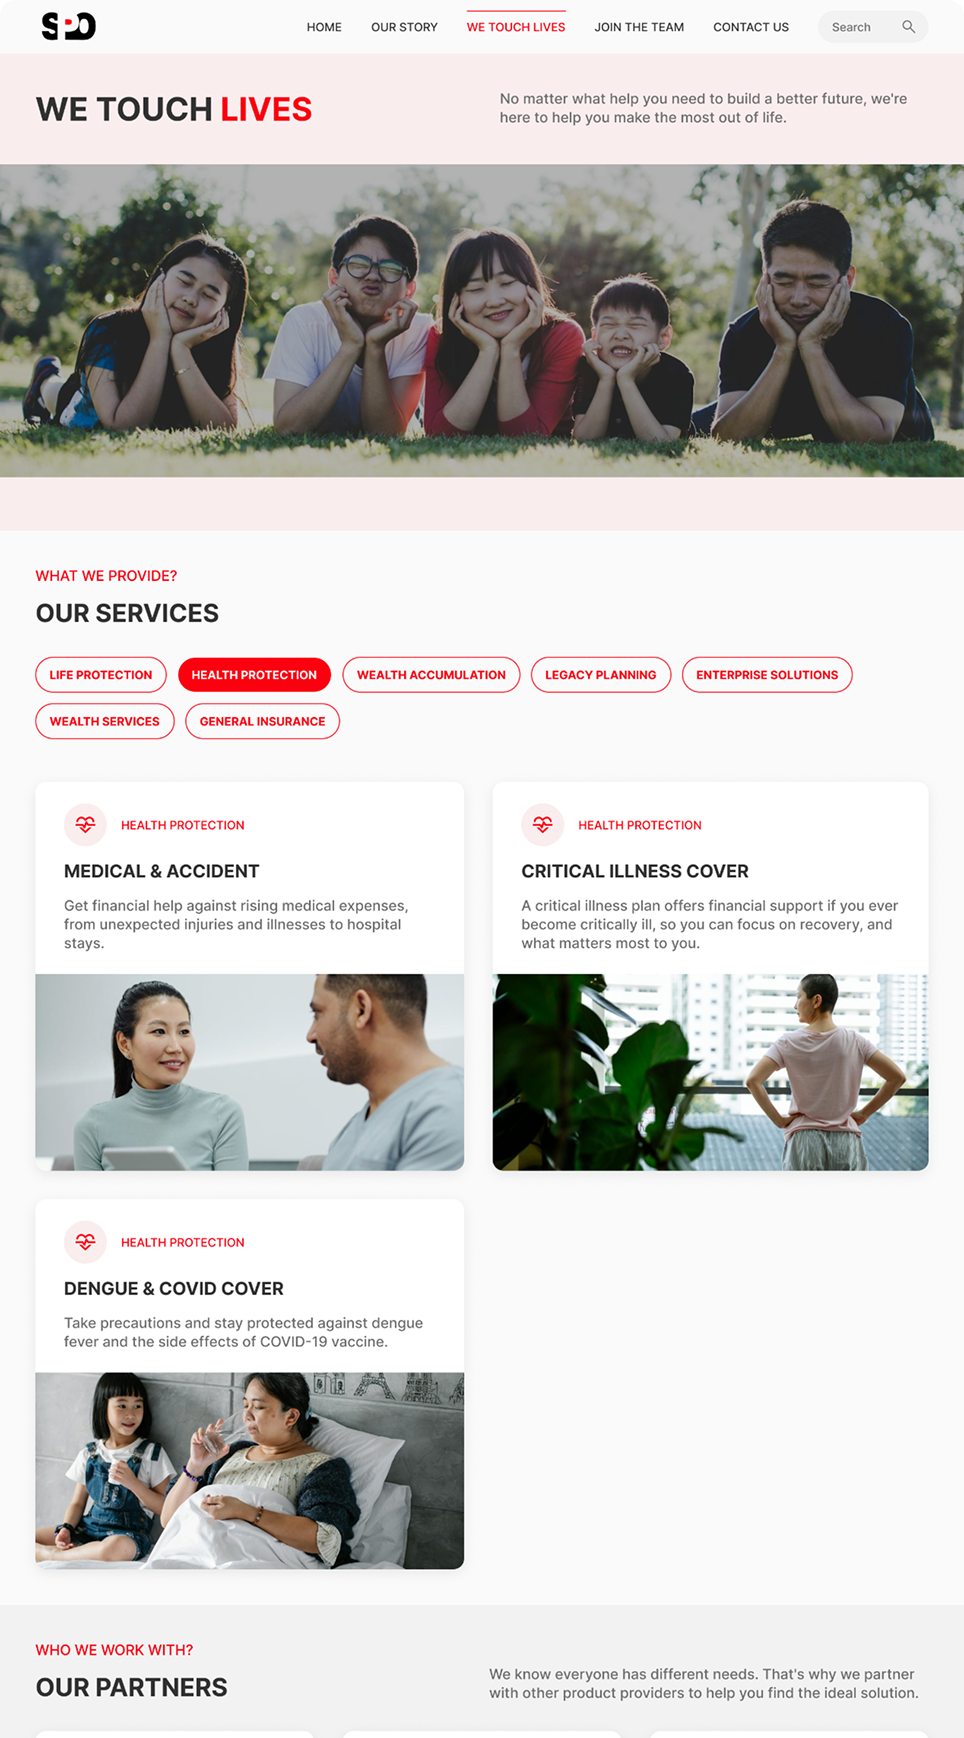 SPD
HOME OUR STORY WE TOUCH LIVES JOIN THE TEAM CONTACT US Search
WE TOUCH LIVES
No matter what help you need to build a better future, we're
here to help you make the most out of life.
WHAT WE PROVIDE?
OUR SERVICES
LIFE PROTECTION HEALTH PROTECTION WEALTH ACCUMULATION LEGACY PLANNING ENTERPRISE SOLUTIONS
WEALTH SERVICES GENERAL INSURANCE
HEALTH PROTECTION
MEDICAL & ACCIDENT
Get financial help against rising medical expenses,
from unexpected injuries and illnesses to hospital
stays.
HEALTH PROTECTION
CRITICAL ILLNESS COVER
A critical illness plan offers financial support if you ever
become critically ill, so you can focus on recovery, and
what matters most to you.
HEALTH PROTECTION
DENGUE & COVID COVER
Take precautions and stay protected against dengue
fever and the side effects of COVID-19 vaccine.
WHO WE WORK WITH?
OUR PARTNERS
We know everyone has different needs. That's why we partner
with other product providers to help you find the ideal solution.